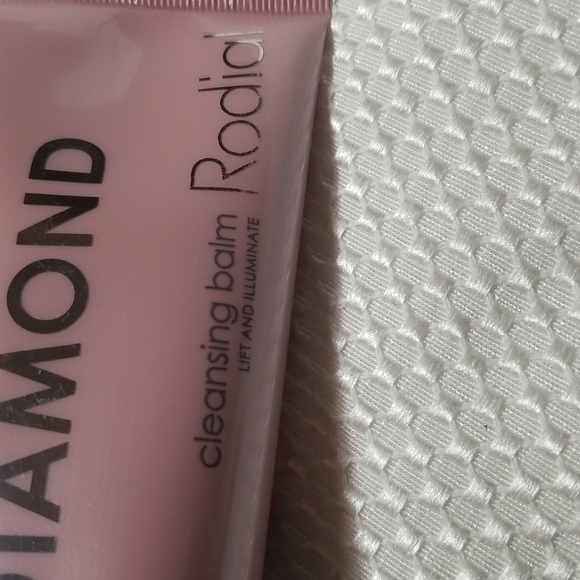 Rodial
cleansing balm
LIFT AND ILLUMINATE
DIAMOND